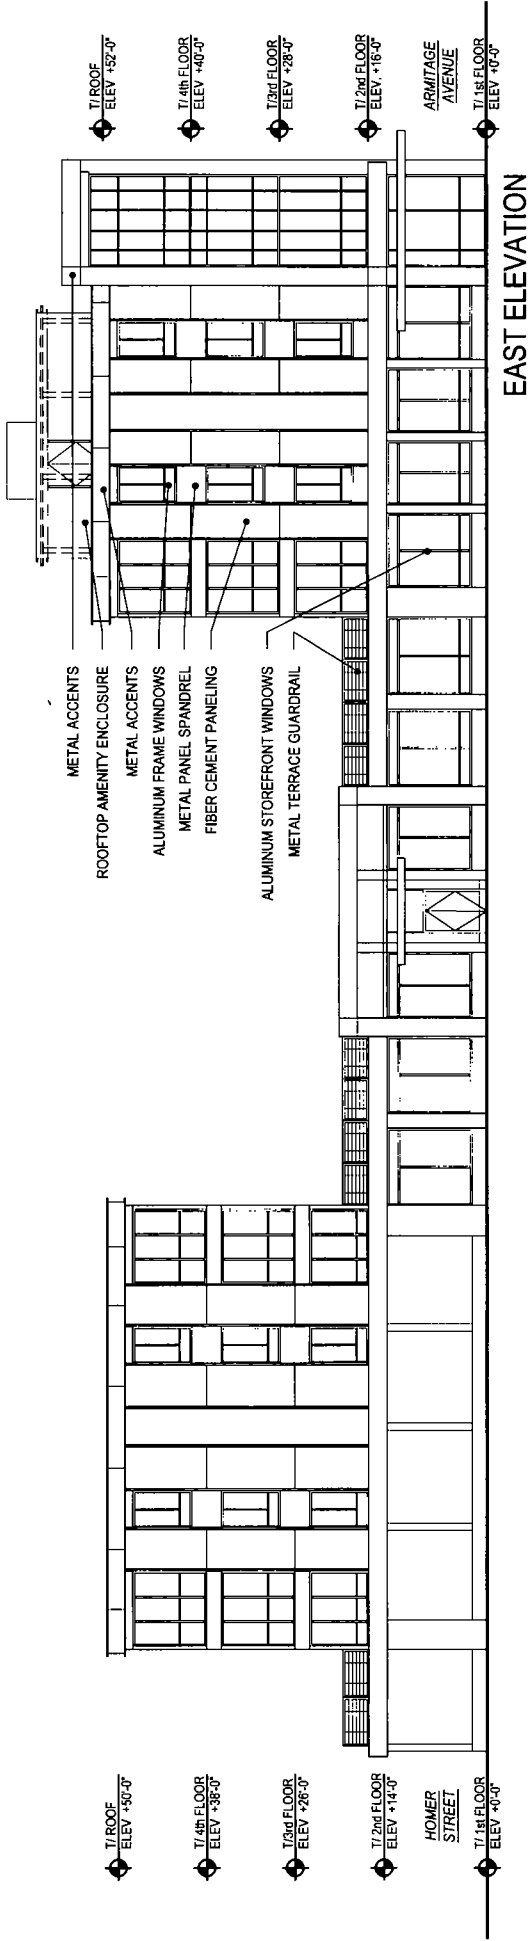 T/ ROOF
ELEV +50'-0"
T/ 4th FLOOR
ELEV +38'-0"
T/3rd FLOOR
ELEV +26'-0"
T/ 2nd FLOOR
ELEV +14'-0"
HOMER
STREET
T/ 1st FLOOR
ELEV +0'-0"
METAL ACCENTS
ROOFTOP AMENITY ENCLOSURE
METAL ACCENTS
ALUMINUM FRAME WINDOWS
METAL PANEL SPANDREL
FIBER CEMENT PANELING
ALUMINUM STOREFRONT WINDOWS
METAL TERRACE GUARDRAIL
T/ ROOF
ELEV +52'-0"
T/ 4th FLOOR
ELEV +40'-0"
T/3rd FLOOR
ELEV +28'-0"
T/ 2nd FLOOR
ELEV. +16'-0"
ARMITAGE
AVENUE
T/ 1st FLOOR
ELEV +0'-0"
EAST ELEVATION